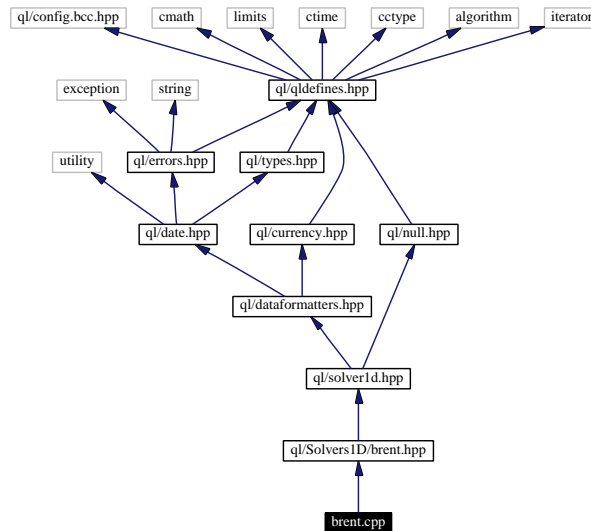 ql/config.bcc.hpp
cmath
limits
ctime
cctype
algorithm
iterator
exception
string
ql/qldefines.hpp
utility
ql/errors.hpp
ql/types.hpp
ql/date.hpp
ql/currency.hpp
ql/null.hpp
ql/dataformatters.hpp
ql/solver1d.hpp
ql/Solvers1D/brent.hpp
brent.cpp